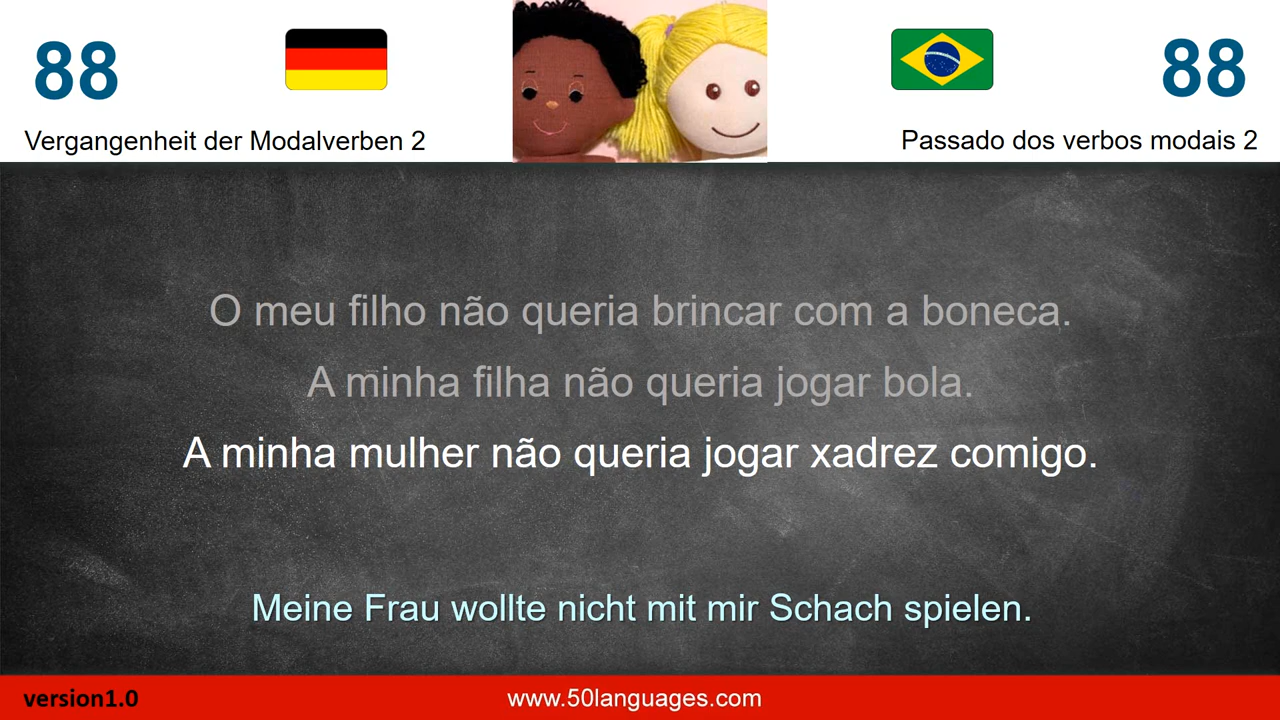 88
88
Vergangenheit der Modalverben 2
Passado dos verbos modais 2
O meu filho não queria brincar com a boneca.
A minha filha não queria jogar bola.
A minha mulher não queria jogar xadrez comigo.
Meine Frau wollte nicht mit mir Schach spielen.
version1.0
www.50languages.com